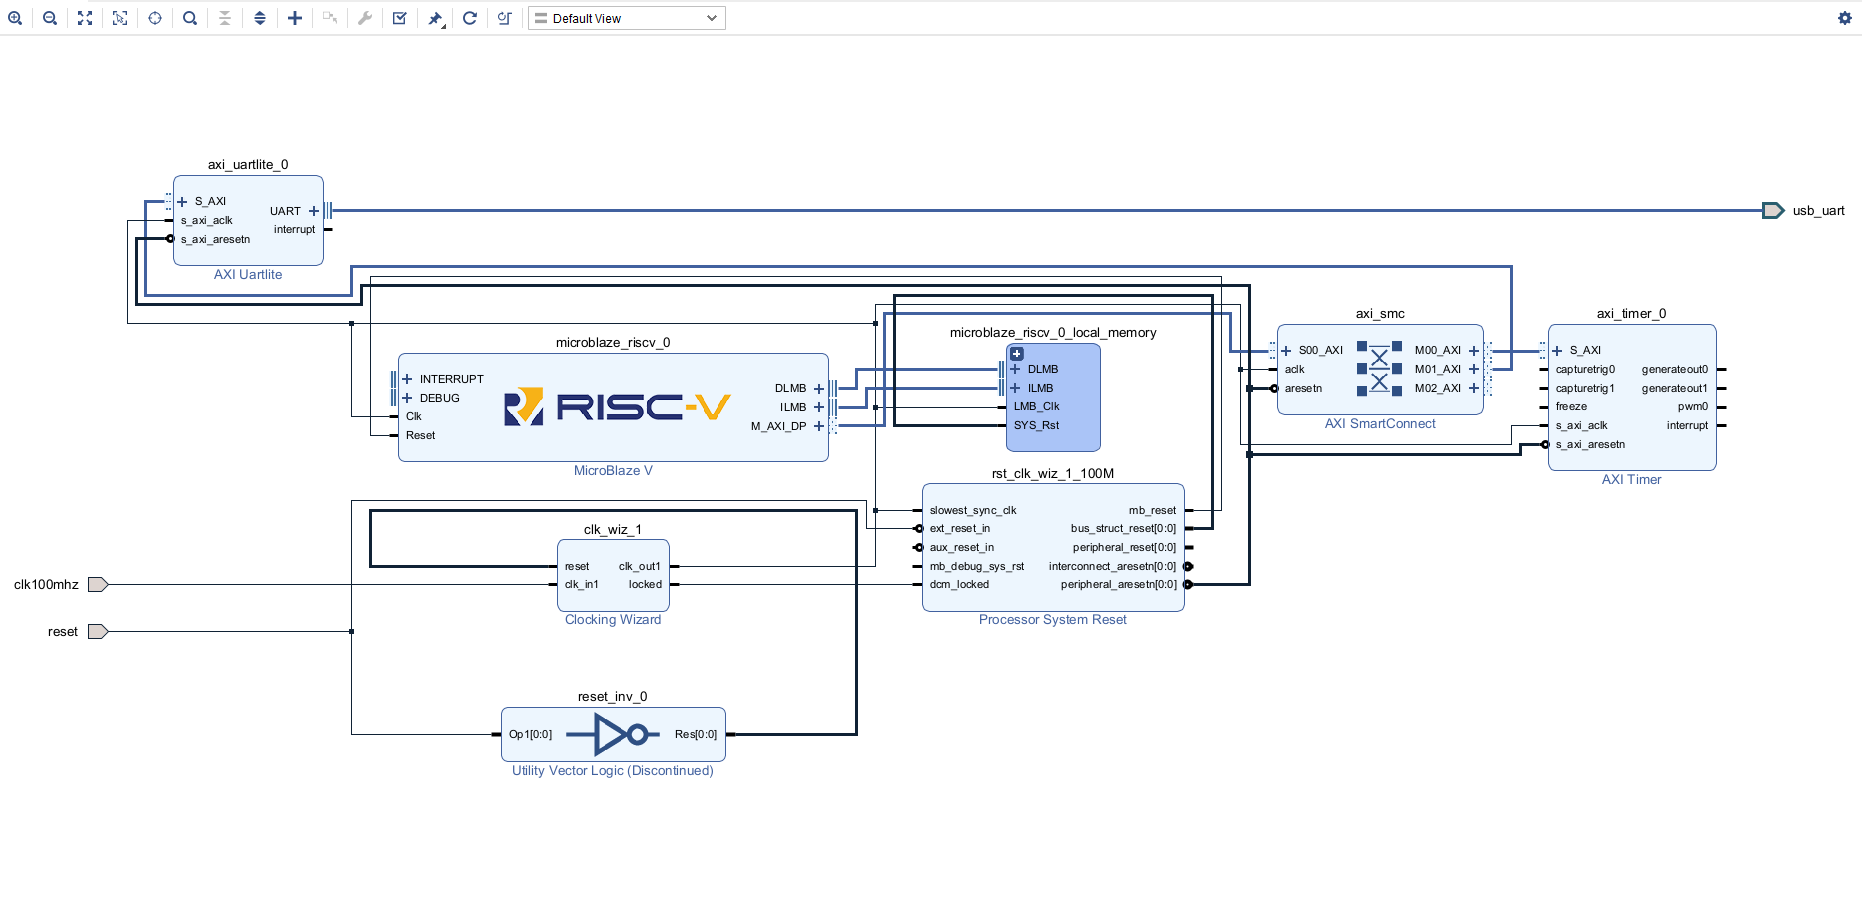 Default View
axi_uartlite_0
S_AXI
s_axi_aclk
s_axi_aresetn
UART
interrupt
AXI Uartlite
usb_uart
microblaze_riscv_0
INTERRUPT
DEBUG
Clk
Reset
RISC-V
DLMB
ILMB
M_AXI_DP
MicroBlaze V
microblaze_riscv_0_local_memory
DLMB
ILMB
LMB_Clk
SYS_Rst
axi_smc
S00_AXI
aclk
aresetn
M00_AXI
M01_AXI
M02_AXI
AXI SmartConnect
axi_timer_0
S_AXI
capturetrig0
capturetrig1
freeze
s_axi_aclk
s_axi_aresetn
generateout0
generateout1
pwm0
interrupt
AXI Timer
rst_clk_wiz_1_100M
slowest_sync_clk
ext_reset_in
aux_reset_in
mb_debug_sys_rst
dcm_locked
mb_reset
bus_struct_reset[0:0]
peripheral_reset[0:0]
interconnect_aresetn[0:0]
peripheral_aresetn[0:0]
Processor System Reset
clk_wiz_1
reset
clk_in1
clk_out1
locked
Clocking Wizard
clk100mhz
reset
reset_inv_0
Op1[0:0]
Res[0:0]
Utility Vector Logic (Discontinued)